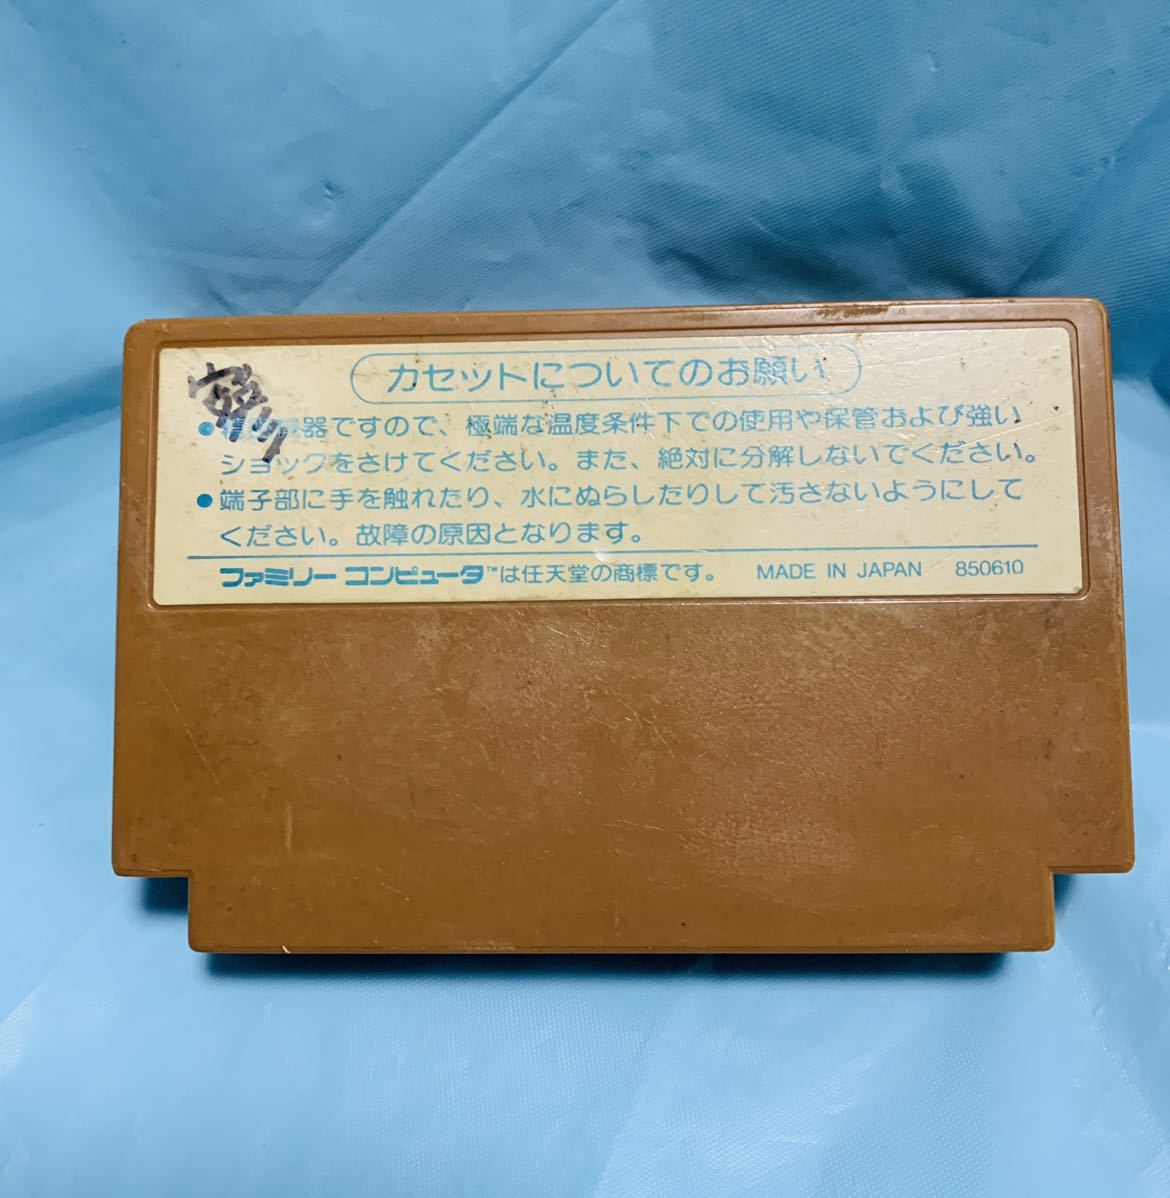 カセットについてのお願い
●精密機器ですので、極端な温度条件下での使用や保管および強い
ショックをさけてください。また、絶対に分解しないでください。
●端子部に手を触れたり、水にぬらしたりして汚さないようにして
ください。故障の原因となります。
ファミリー コンピュータ™は任天堂の商標です。 MADE IN JAPAN 850610